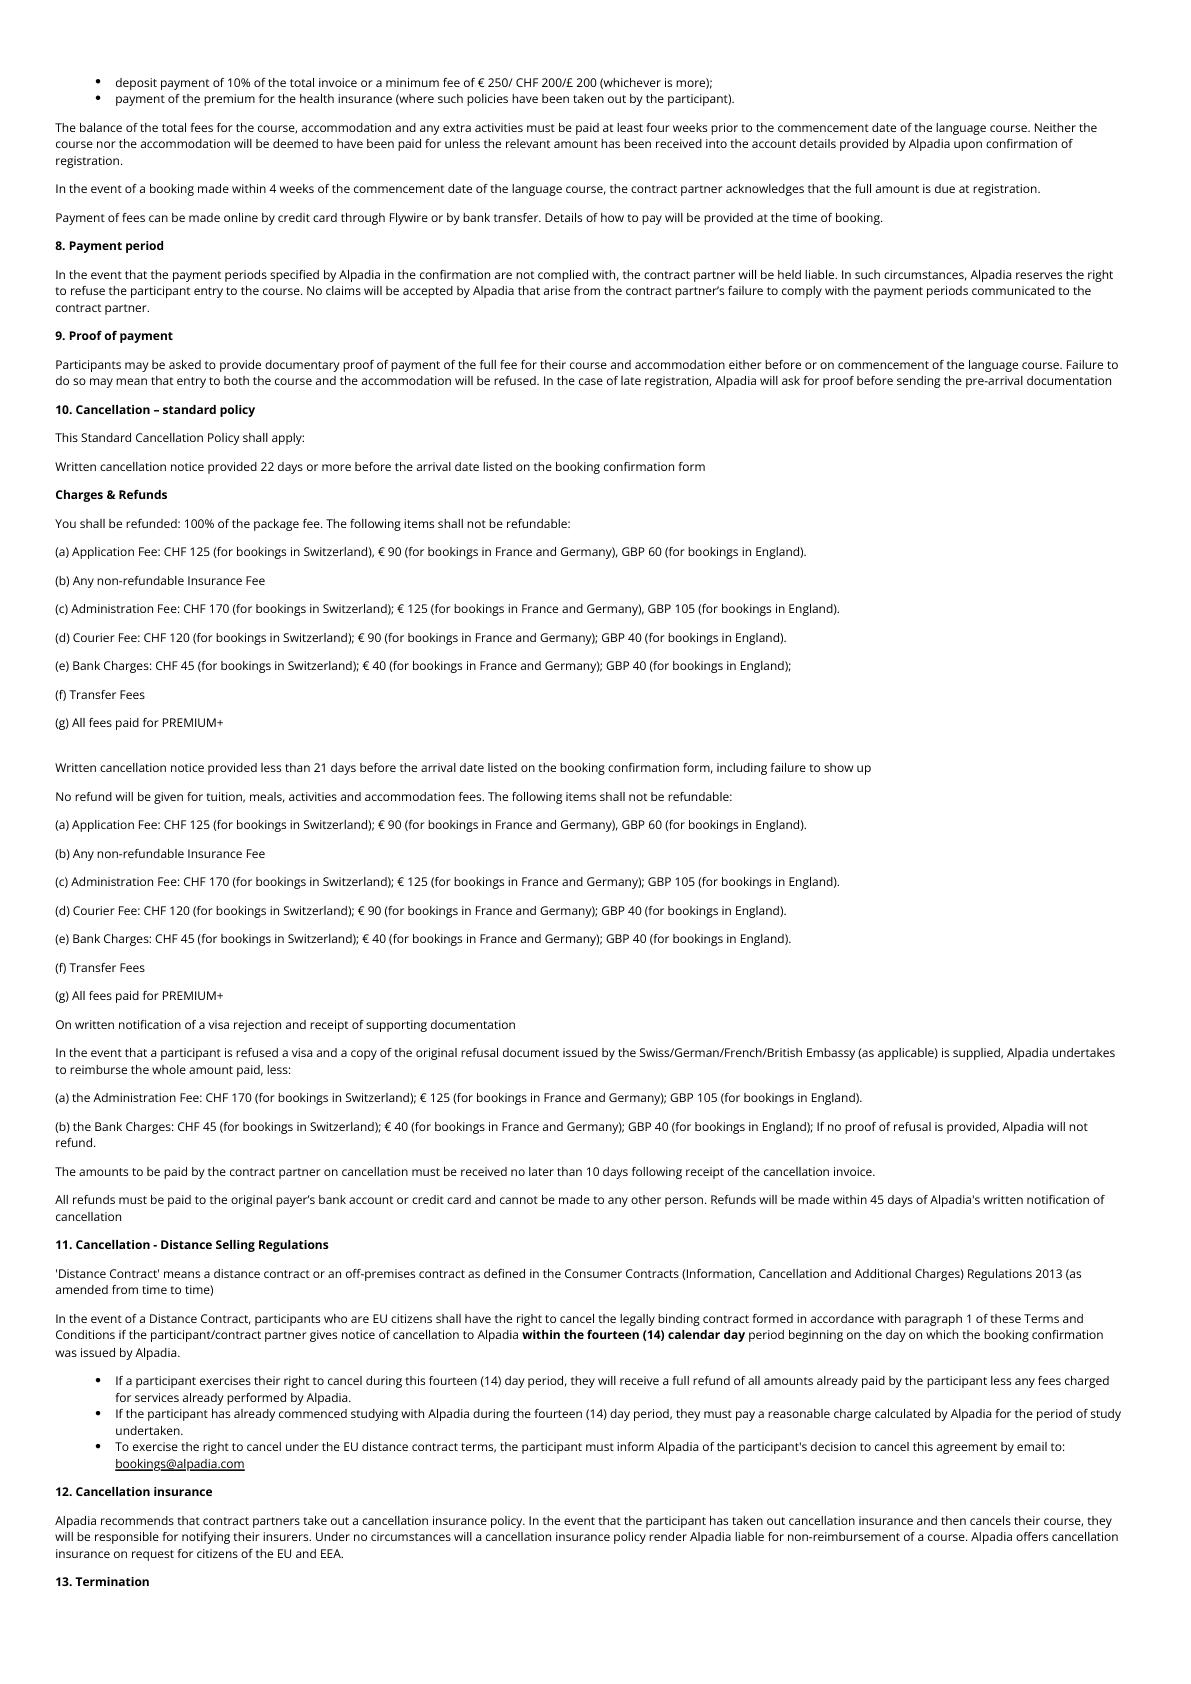 • deposit payment of 10% of the total invoice or a minimum fee of € 250/ CHF 200/£ 200 (whichever is more);
• payment of the premium for the health insurance (where such policies have been taken out by the participant).
The balance of the total fees for the course, accommodation and any extra activities must be paid at least four weeks prior to the commencement date of the language course. Neither the
course nor the accommodation will be deemed to have been paid for unless the relevant amount has been received into the account details provided by Alpadia upon confirmation of
registration.
In the event of a booking made within 4 weeks of the commencement date of the language course, the contract partner acknowledges that the full amount is due at registration.
Payment of fees can be made online by credit card through Flywire or by bank transfer. Details of how to pay will be provided at the time of booking.
8. Payment period
In the event that the payment periods specified by Alpadia in the confirmation are not complied with, the contract partner will be held liable. In such circumstances, Alpadia reserves the right
to refuse the participant entry to the course. No claims will be accepted by Alpadia that arise from the contract partner’s failure to comply with the payment periods communicated to the
contract partner.
9. Proof of payment
Participants may be asked to provide documentary proof of payment of the full fee for their course and accommodation either before or on commencement of the language course. Failure to
do so may mean that entry to both the course and the accommodation will be refused. In the case of late registration, Alpadia will ask for proof before sending the pre-arrival documentation
10. Cancellation – standard policy
This Standard Cancellation Policy shall apply:
Written cancellation notice provided 22 days or more before the arrival date listed on the booking confirmation form
Charges & Refunds
You shall be refunded: 100% of the package fee. The following items shall not be refundable:
(a) Application Fee: CHF 125 (for bookings in Switzerland), € 90 (for bookings in France and Germany), GBP 60 (for bookings in England).
(b) Any non-refundable Insurance Fee
(c) Administration Fee: CHF 170 (for bookings in Switzerland); € 125 (for bookings in France and Germany), GBP 105 (for bookings in England).
(d) Courier Fee: CHF 120 (for bookings in Switzerland); € 90 (for bookings in France and Germany); GBP 40 (for bookings in England).
(e) Bank Charges: CHF 45 (for bookings in Switzerland); € 40 (for bookings in France and Germany); GBP 40 (for bookings in England);
(f) Transfer Fees
(g) All fees paid for PREMIUM+
Written cancellation notice provided less than 21 days before the arrival date listed on the booking confirmation form, including failure to show up
No refund will be given for tuition, meals, activities and accommodation fees. The following items shall not be refundable:
(a) Application Fee: CHF 125 (for bookings in Switzerland); € 90 (for bookings in France and Germany), GBP 60 (for bookings in England).
(b) Any non-refundable Insurance Fee
(c) Administration Fee: CHF 170 (for bookings in Switzerland); € 125 (for bookings in France and Germany); GBP 105 (for bookings in England).
(d) Courier Fee: CHF 120 (for bookings in Switzerland); € 90 (for bookings in France and Germany); GBP 40 (for bookings in England).
(e) Bank Charges: CHF 45 (for bookings in Switzerland); € 40 (for bookings in France and Germany); GBP 40 (for bookings in England).
(f) Transfer Fees
(g) All fees paid for PREMIUM+
On written notification of a visa rejection and receipt of supporting documentation
In the event that a participant is refused a visa and a copy of the original refusal document issued by the Swiss/German/French/British Embassy (as applicable) is supplied, Alpadia undertakes
to reimburse the whole amount paid, less:
(a) the Administration Fee: CHF 170 (for bookings in Switzerland); € 125 (for bookings in France and Germany); GBP 105 (for bookings in England).
(b) the Bank Charges: CHF 45 (for bookings in Switzerland); € 40 (for bookings in France and Germany); GBP 40 (for bookings in England); If no proof of refusal is provided, Alpadia will not
refund.
The amounts to be paid by the contract partner on cancellation must be received no later than 10 days following receipt of the cancellation invoice.
All refunds must be paid to the original payer’s bank account or credit card and cannot be made to any other person. Refunds will be made within 45 days of Alpadia's written notification of
cancellation
11. Cancellation - Distance Selling Regulations
'Distance Contract' means a distance contract or an off-premises contract as defined in the Consumer Contracts (Information, Cancellation and Additional Charges) Regulations 2013 (as
amended from time to time)
In the event of a Distance Contract, participants who are EU citizens shall have the right to cancel the legally binding contract formed in accordance with paragraph 1 of these Terms and
Conditions if the participant/contract partner gives notice of cancellation to Alpadia within the fourteen (14) calendar day period beginning on the day on which the booking confirmation
was issued by Alpadia.
• If a participant exercises their right to cancel during this fourteen (14) day period, they will receive a full refund of all amounts already paid by the participant less any fees charged
for services already performed by Alpadia.
• If the participant has already commenced studying with Alpadia during the fourteen (14) day period, they must pay a reasonable charge calculated by Alpadia for the period of study
undertaken.
• To exercise the right to cancel under the EU distance contract terms, the participant must inform Alpadia of the participant's decision to cancel this agreement by email to:
bookings@alpadia.com
12. Cancellation insurance
Alpadia recommends that contract partners take out a cancellation insurance policy. In the event that the participant has taken out cancellation insurance and then cancels their course, they
will be responsible for notifying their insurers. Under no circumstances will a cancellation insurance policy render Alpadia liable for non-reimbursement of a course. Alpadia offers cancellation
insurance on request for citizens of the EU and EEA.
13. Termination